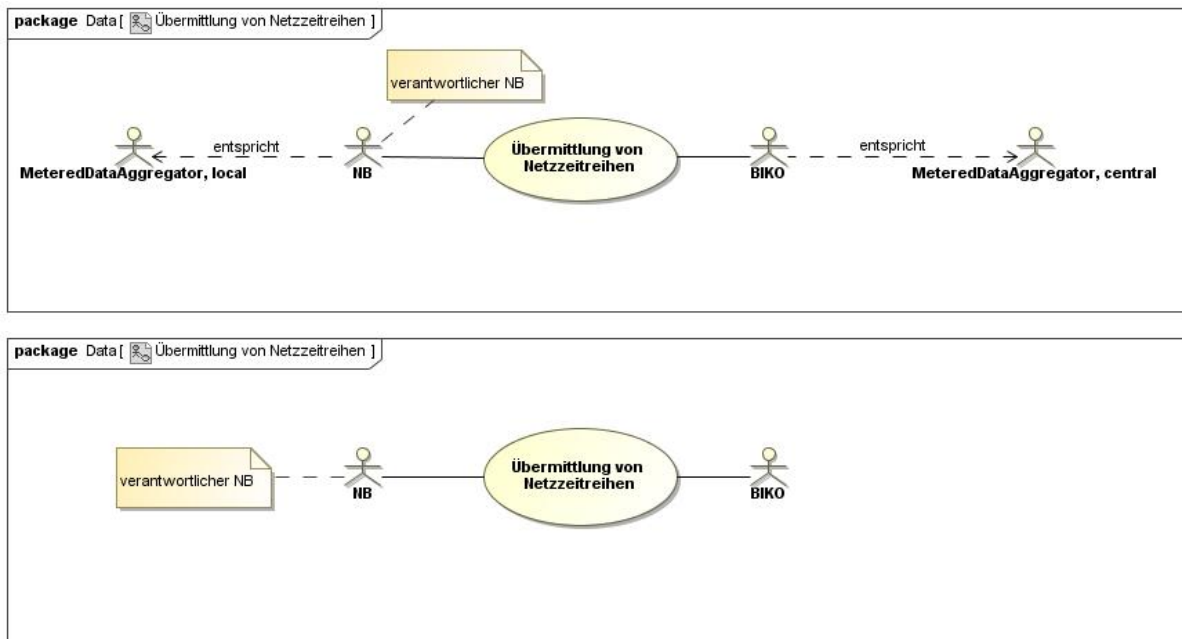 package Data [ Übermittlung von Netzzeitreihen ]
verantwortlicher NB
entspricht
entspricht
MeteredDataAggregator, local
NB
Übermittlung von
Netzzeitreihen
BIKO
MeteredDataAggregator, central
package Data [ Übermittlung von Netzzeitreihen ]
verantwortlicher NB
NB
Übermittlung von
Netzzeitreihen
BIKO